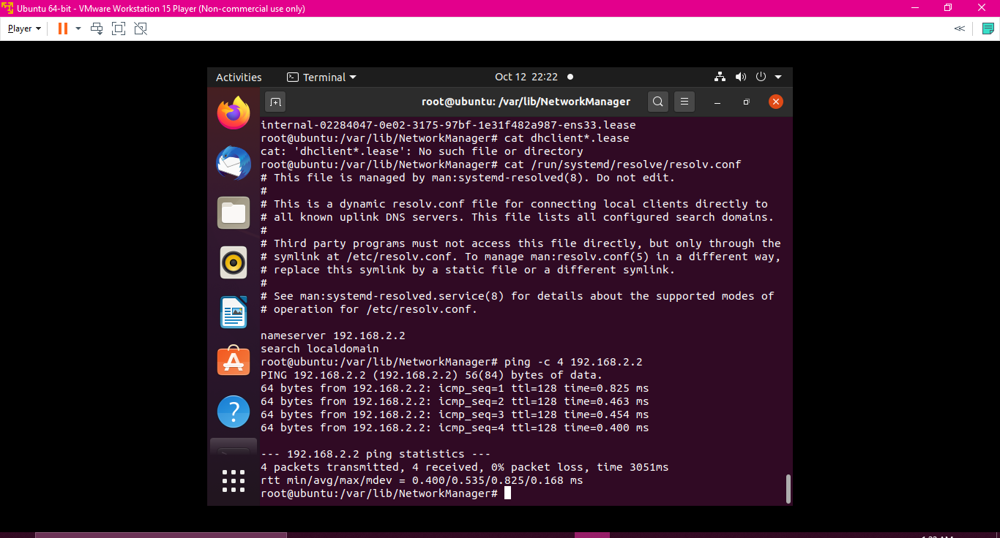 Ubuntu 64-bit - VMware Workstation 15 Player (Non-commercial use only)
Player
Activities Terminal Oct 12 22:22
root@ubuntu: /var/lib/NetworkManager
internal-02284047-0e02-3175-97bf-1e31f482a987-ens33.lease
root@ubuntu:/var/lib/NetworkManager# cat dhclient*.lease
cat: 'dhclient*.lease': No such file or directory
root@ubuntu:/var/lib/NetworkManager# cat /run/systemd/resolve/resolv.conf
# This file is managed by man:systemd-resolved(8). Do not edit.
#
# This is a dynamic resolv.conf file for connecting local clients directly to
# all known uplink DNS servers. This file lists all configured search domains.
#
# Third party programs must not access this file directly, but only through the
# symlink at /etc/resolv.conf. To manage man:resolv.conf(5) in a different way,
# replace this symlink by a static file or a different symlink.
#
# See man:systemd-resolved.service(8) for details about the supported modes of
# operation for /etc/resolv.conf.
nameserver 192.168.2.2
search localdomain
root@ubuntu:/var/lib/NetworkManager# ping -c 4 192.168.2.2
PING 192.168.2.2 (192.168.2.2) 56(84) bytes of data.
64 bytes from 192.168.2.2: icmp_seq=1 ttl=128 time=0.825 ms
64 bytes from 192.168.2.2: icmp_seq=2 ttl=128 time=0.463 ms
64 bytes from 192.168.2.2: icmp_seq=3 ttl=128 time=0.454 ms
64 bytes from 192.168.2.2: icmp_seq=4 ttl=128 time=0.400 ms
--- 192.168.2.2 ping statistics ---
4 packets transmitted, 4 received, 0% packet loss, time 3051ms
rtt min/avg/max/mdev = 0.400/0.535/0.825/0.168 ms
root@ubuntu:/var/lib/NetworkManager#